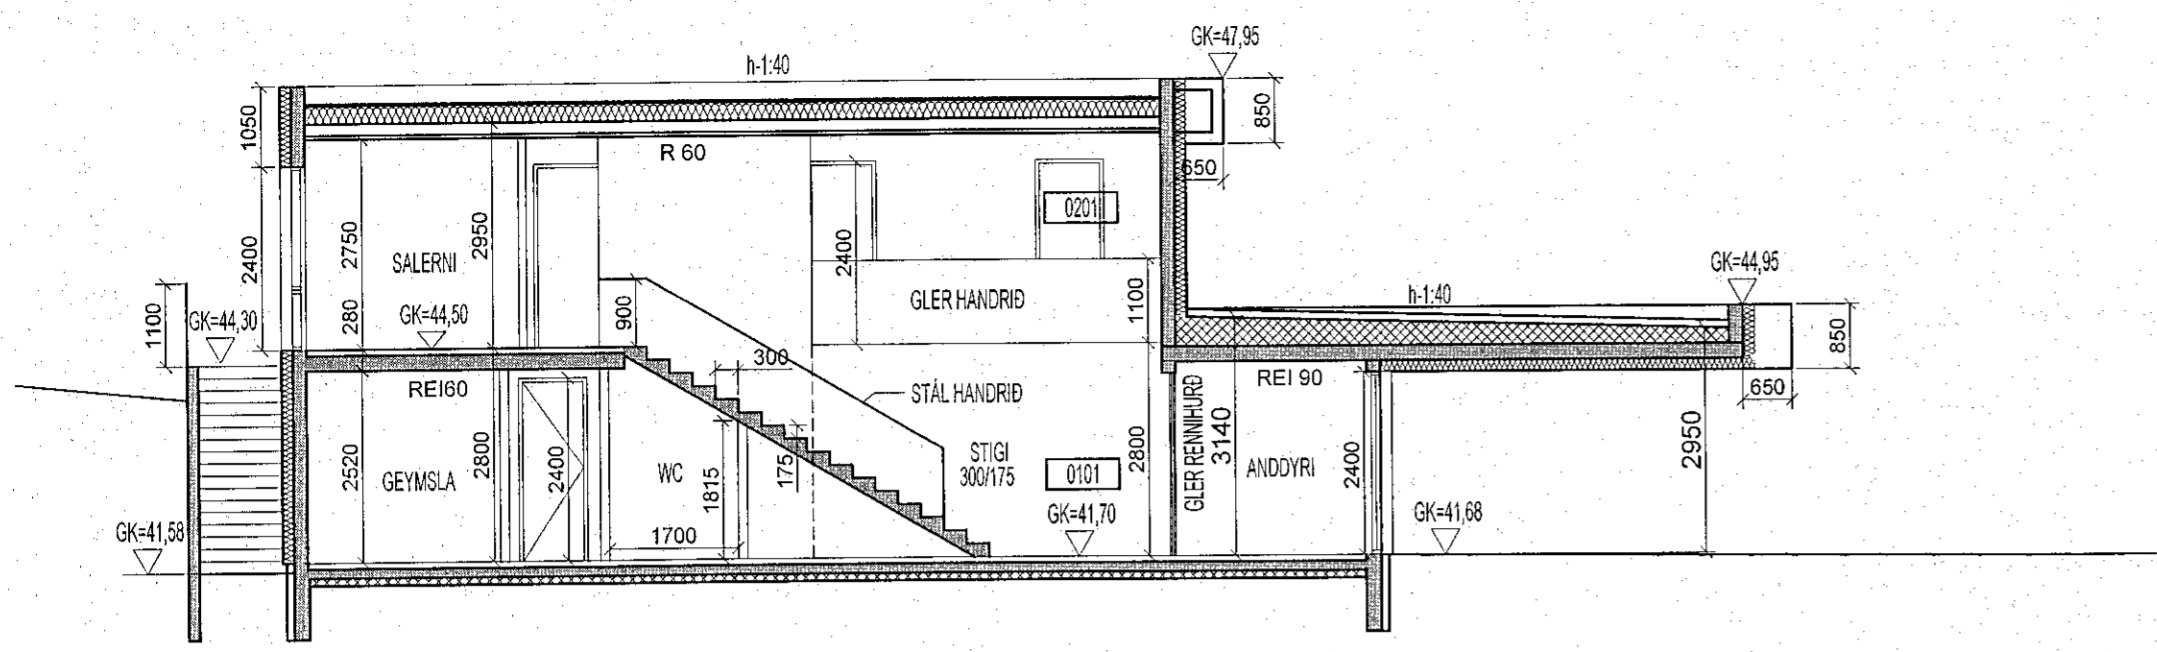 GK=47,95
h-1:40
1050
850
R 60
650
0201
2400
2750
2950
2400
SALERNI
GK=44,95
GLER HANDRIÐ
h-1:40
1100
GK=44,30
280
GK=44,50
900
1100
850
300
REI60
STÁL HANDRIÐ
REI 90
650
2520
GEYMSLA
2800
2400
WC
1815
175
STIGI
300/175
0101
2800
GLER RENNIHURÐ
3140
ANDDYRI
2400
2950
GK=41,58
1700
GK=41,70
GK=41,68